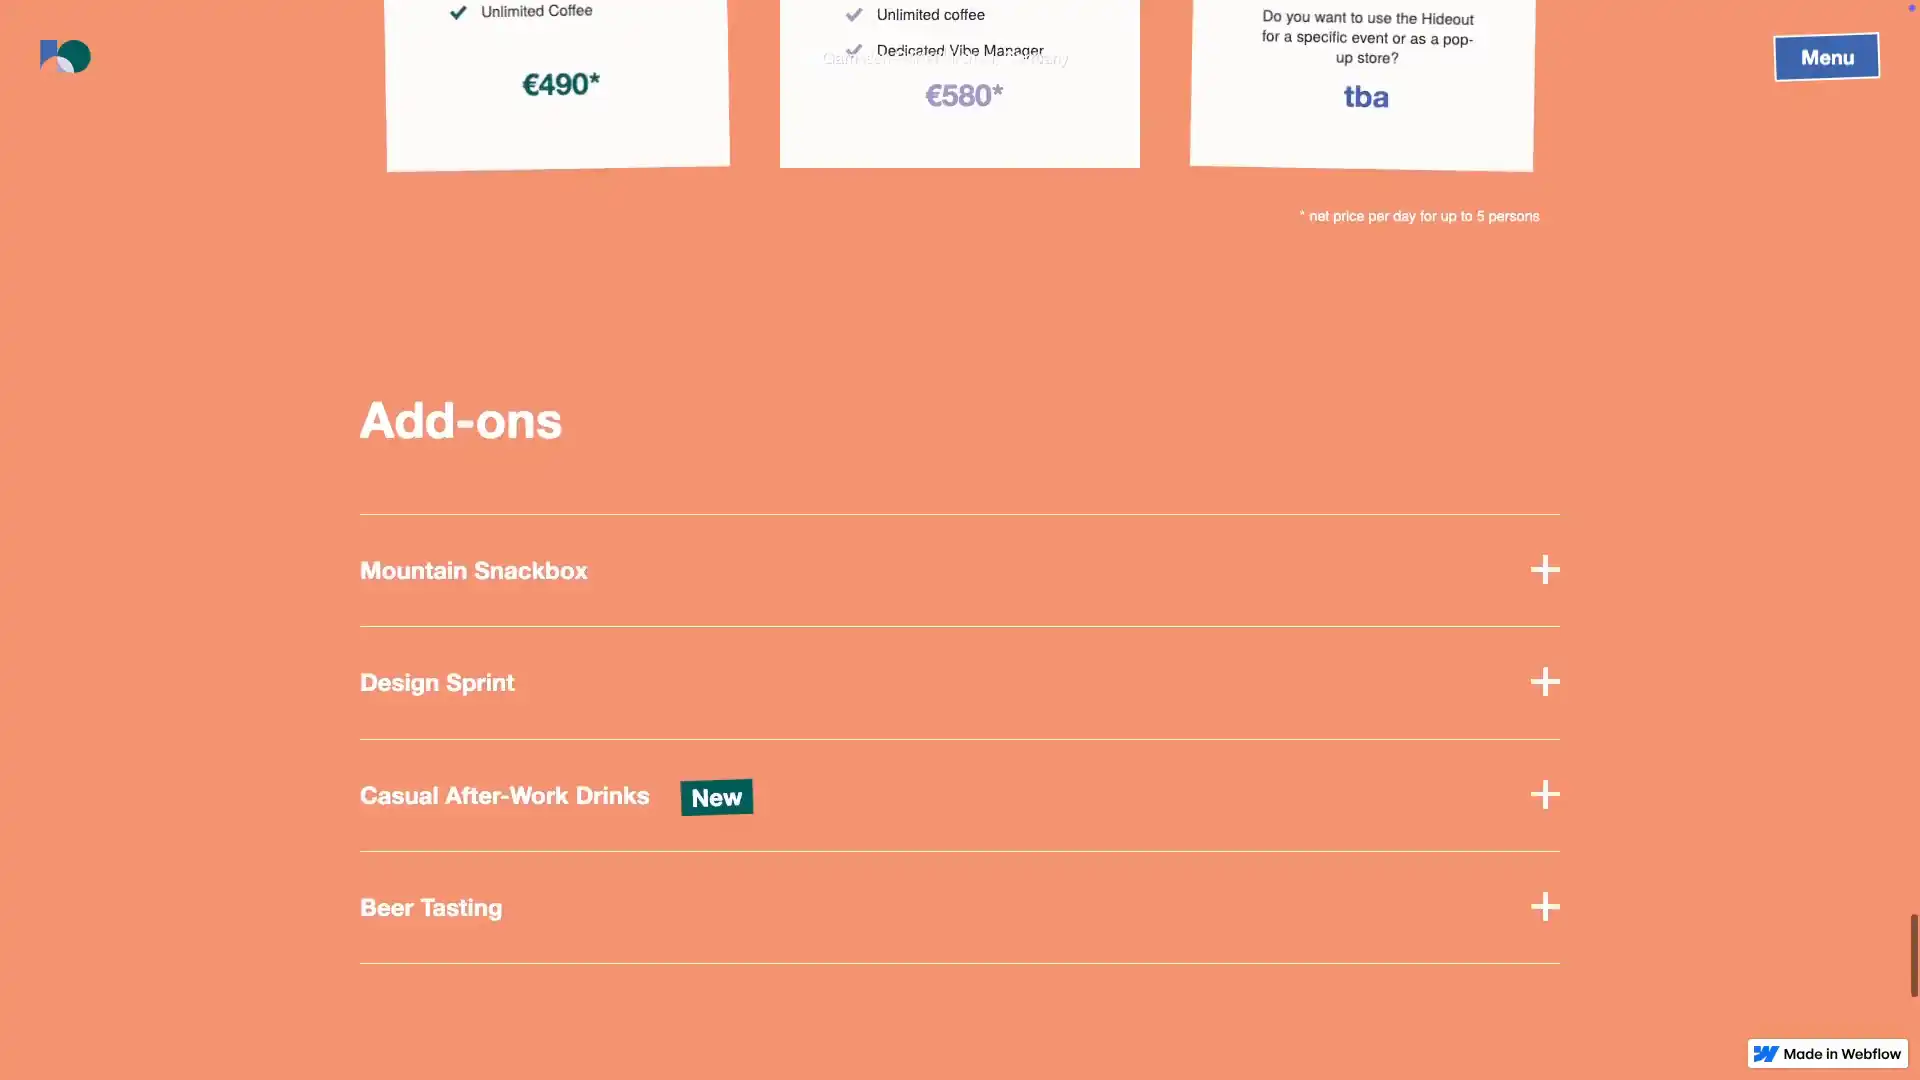 Unlimited Coffee
€490*
Unlimited coffee
Dedicated Vibe Manager
€580*
Do you want to use the Hideout
for a specific event or as a pop-
up store?
tba
Menu
* net price per day for up to 5 persons
Add-ons
Mountain Snackbox
Design Sprint
Casual After-Work Drinks
New
Beer Tasting
Made in Webflow